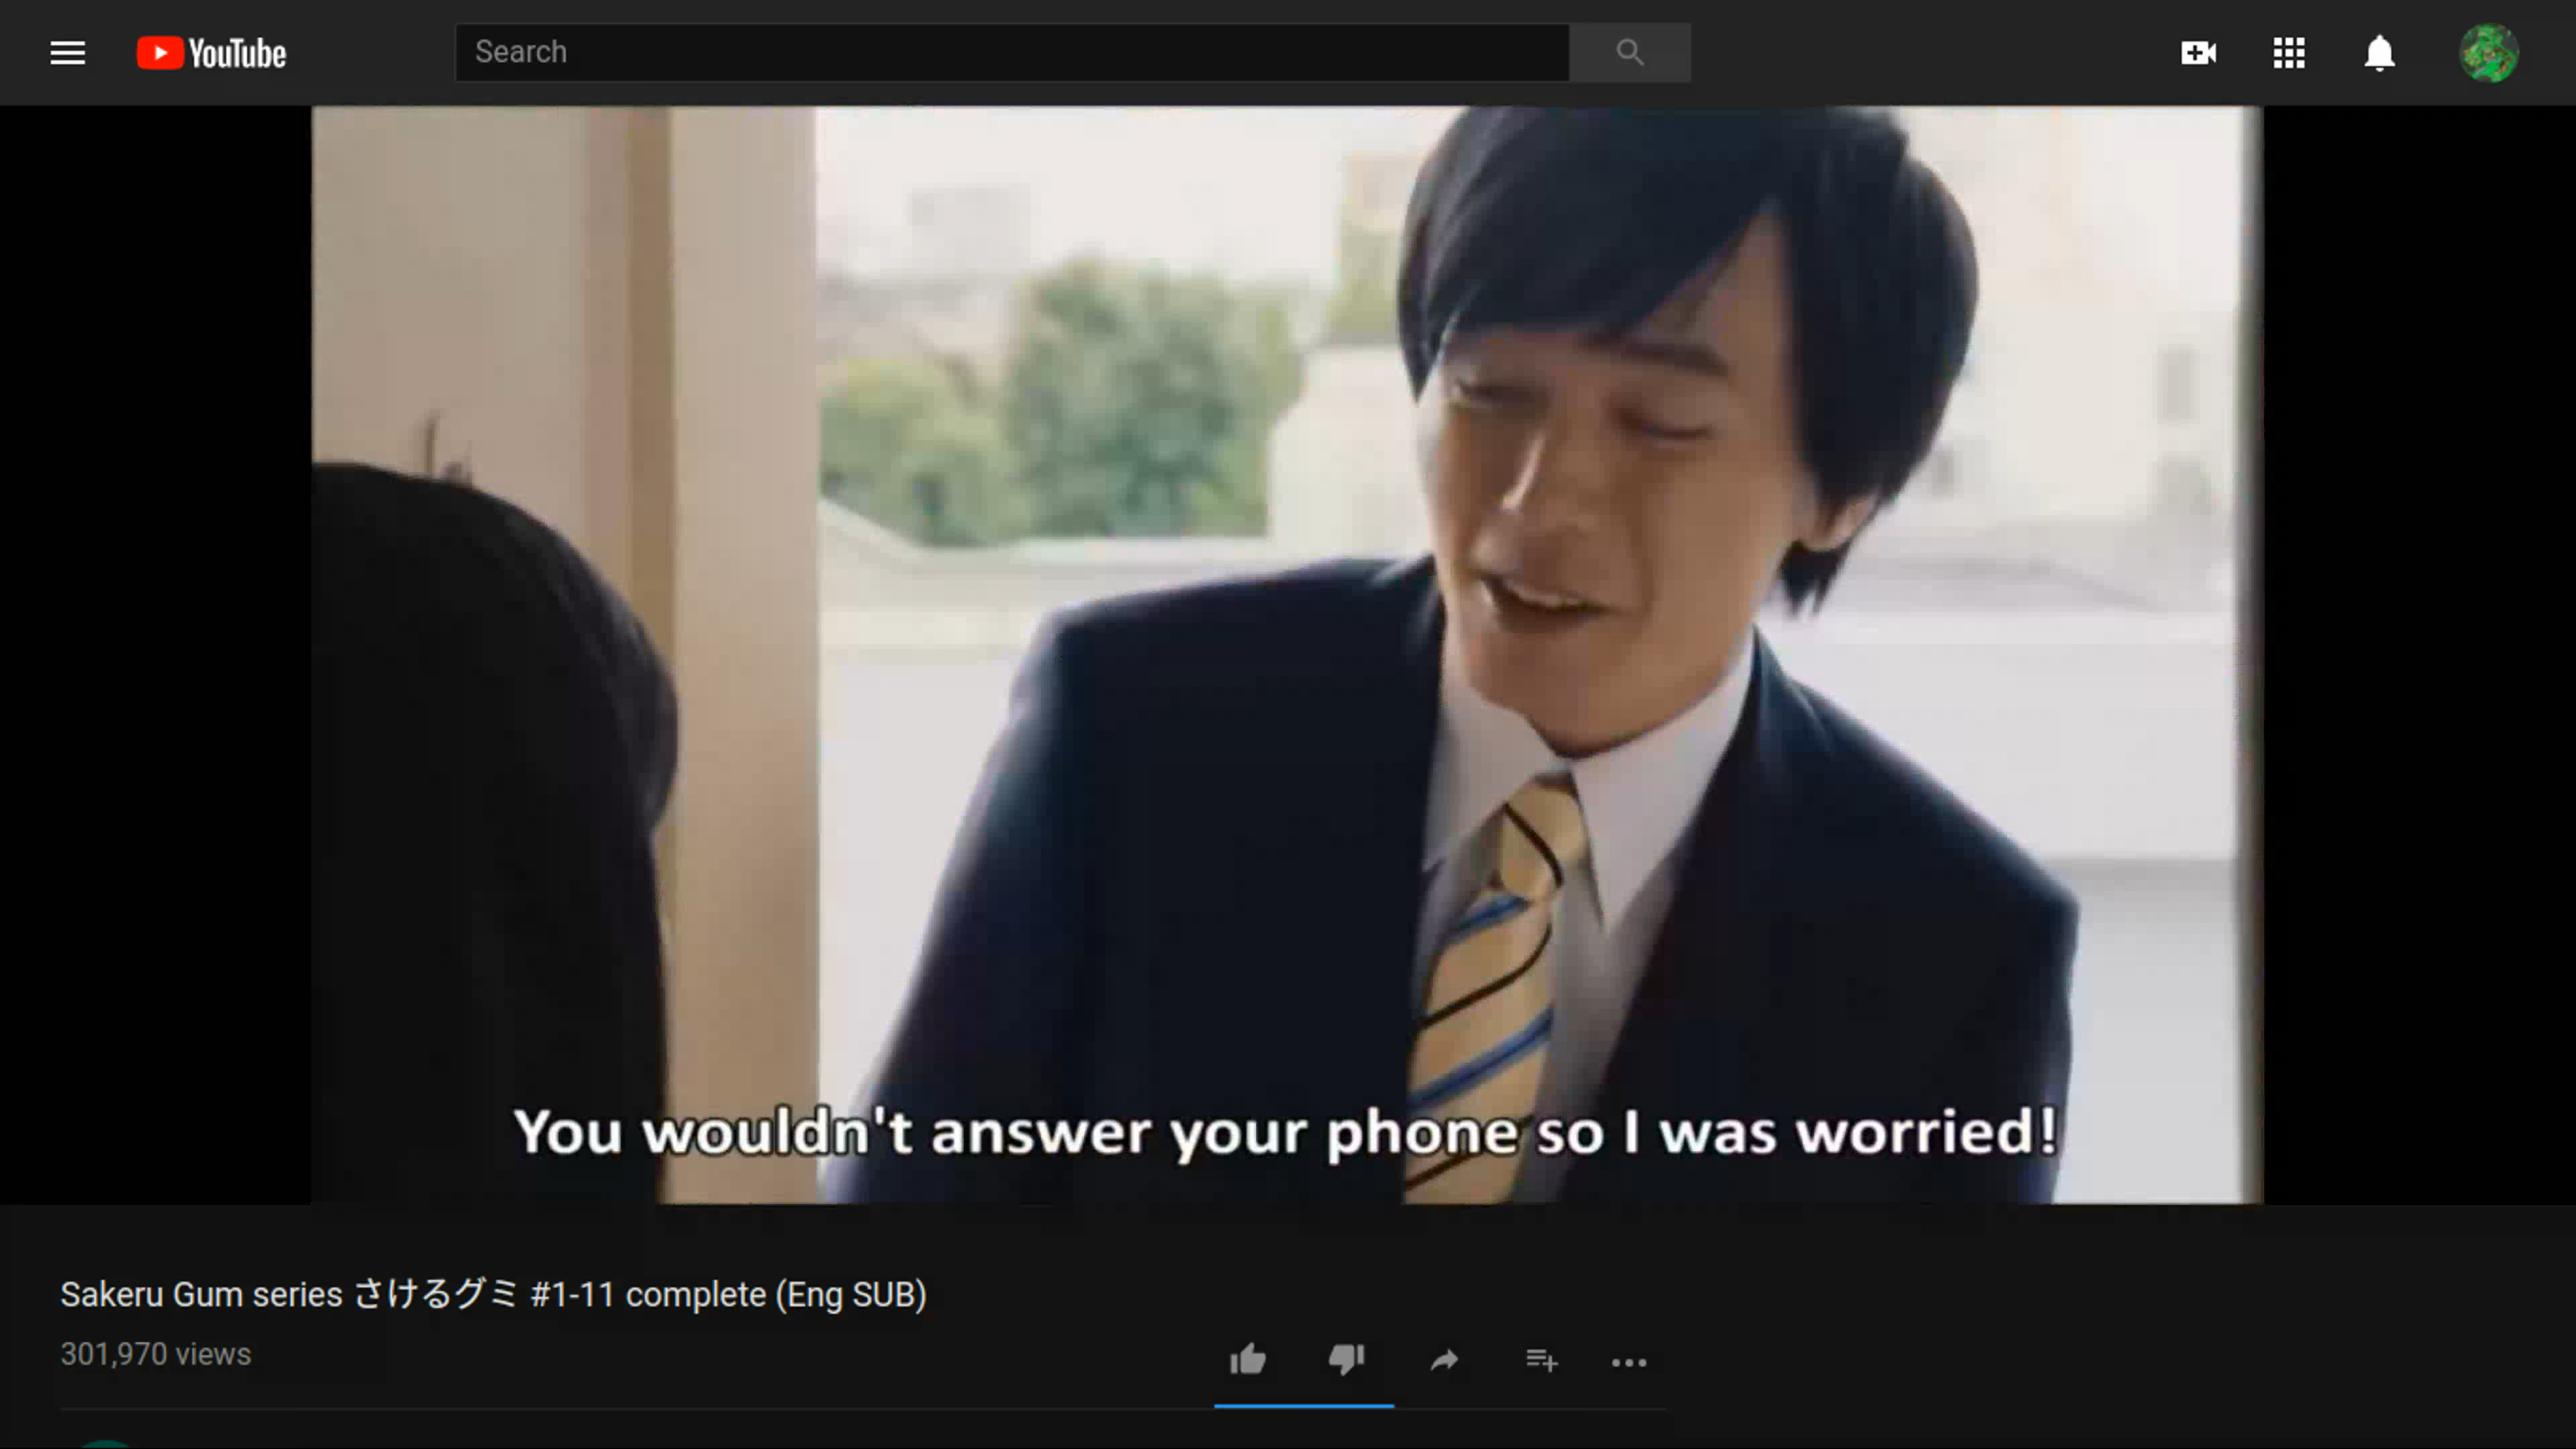 YouTube
Search
You wouldn't answer your phone so I was worried!
Sakeru Gum series さけるグミ #1-11 complete (Eng SUB)
301,970 views